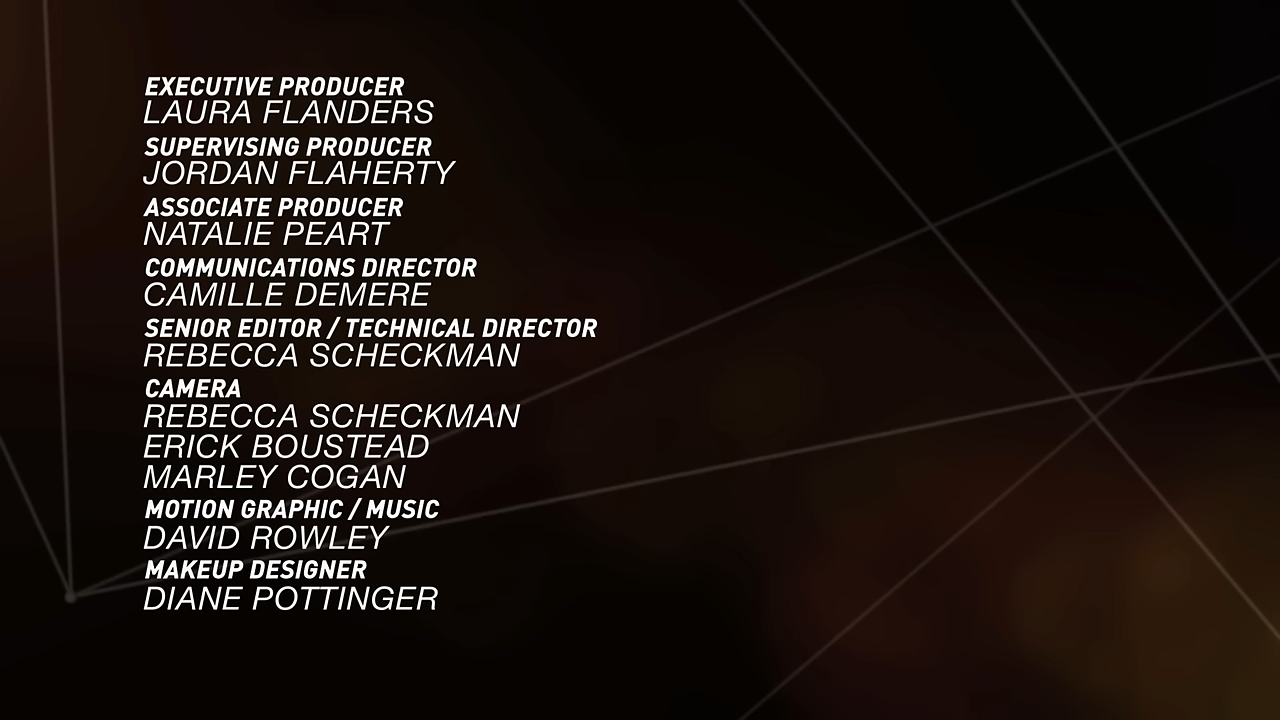 EXECUTIVE PRODUCER
LAURA FLANDERS
SUPERVISING PRODUCER
JORDAN FLAHERTY
ASSOCIATE PRODUCER
NATALIE PEART
COMMUNICATIONS DIRECTOR
CAMILLE DEMERE
SENIOR EDITOR / TECHNICAL DIRECTOR
REBECCA SCHECKMAN
CAMERA
REBECCA SCHECKMAN
ERICK BOUSTEAD
MARLEY COGAN
MOTION GRAPHIC / MUSIC
DAVID ROWLEY
MAKEUP DESIGNER
DIANE POTTINGER